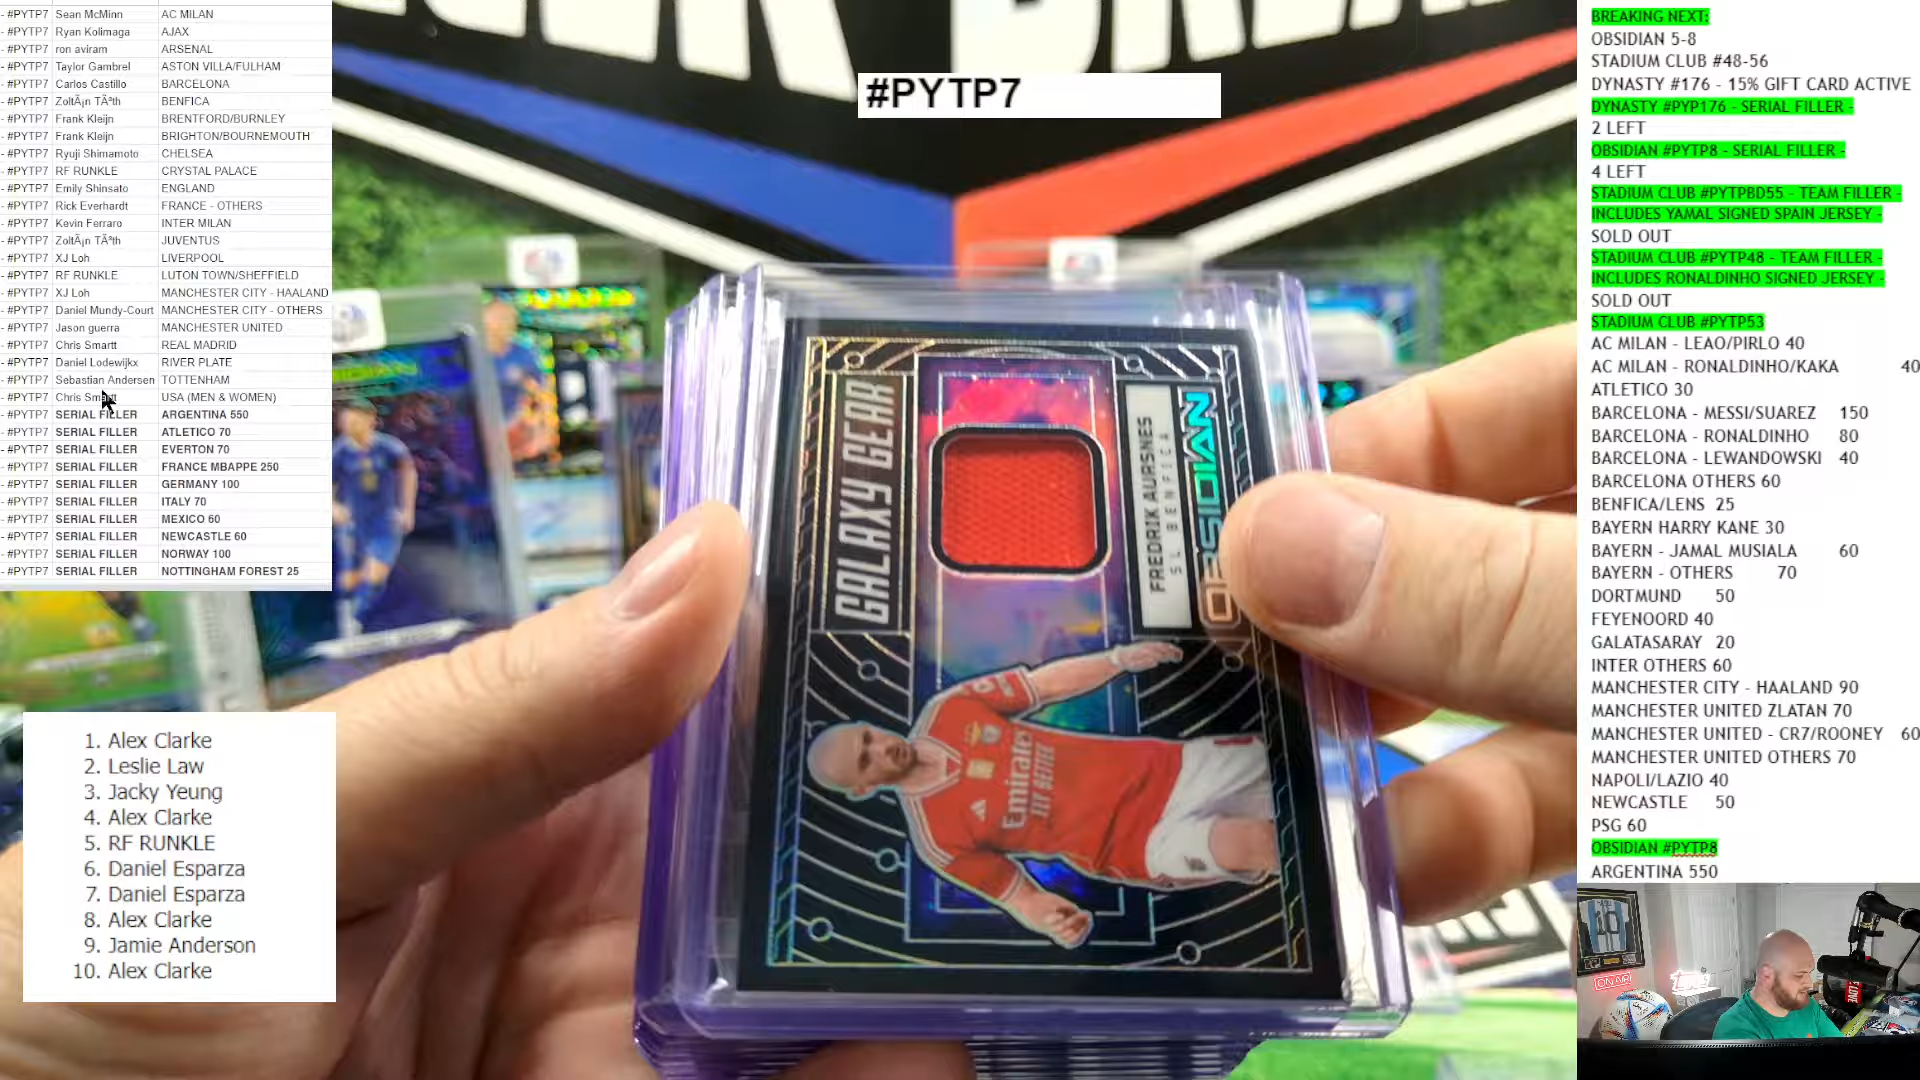 - #PYTP7 Sean McMinn AC MILAN
- #PYTP7 Ryan Kolimaga AJAX
- #PYTP7 ron aviram ARSENAL
- #PYTP7 Taylor Gambrel ASTON VILLA/FULHAM
- #PYTP7 Carlos Castillo BARCELONA
- #PYTP7 ZoltÃ¡n TÃ³th BENFICA
- #PYTP7 Frank Kleijn BRENTFORD/BURNLEY
- #PYTP7 Frank Kleijn BRIGHTON/BOURNEMOUTH
- #PYTP7 Ryuji Shimamoto CHELSEA
- #PYTP7 RF RUNKLE CRYSTAL PALACE
- #PYTP7 Emily Shinsato ENGLAND
- #PYTP7 Rick Everhardt FRANCE - OTHERS
- #PYTP7 Kevin Ferraro INTER MILAN
- #PYTP7 ZoltÃ¡n TÃ³th JUVENTUS
- #PYTP7 XJ Loh LIVERPOOL
- #PYTP7 RF RUNKLE LUTON TOWN/SHEFFIELD
- #PYTP7 XJ Loh MANCHESTER CITY - HAALAND
- #PYTP7 Daniel Mundy-Court MANCHESTER CITY - OTHERS
- #PYTP7 Jason guerra MANCHESTER UNITED
- #PYTP7 Chris Smartt REAL MADRID
- #PYTP7 Daniel Lodewijkx RIVER PLATE
- #PYTP7 Sebastian Andersen TOTTENHAM
- #PYTP7 Chris Smartt USA (MEN & WOMEN)
- #PYTP7 SERIAL FILLER ARGENTINA 550
- #PYTP7 SERIAL FILLER ATLETICO 70
- #PYTP7 SERIAL FILLER EVERTON 70
- #PYTP7 SERIAL FILLER FRANCE MBAPPE 250
- #PYTP7 SERIAL FILLER GERMANY 100
- #PYTP7 SERIAL FILLER ITALY 70
- #PYTP7 SERIAL FILLER MEXICO 60
- #PYTP7 SERIAL FILLER NEWCASTLE 60
- #PYTP7 SERIAL FILLER NORWAY 100
- #PYTP7 SERIAL FILLER NOTTINGHAM FOREST 25
1. Alex Clarke
2. Leslie Law
3. Jacky Yeung
4. Alex Clarke
5. RF RUNKLE
6. Daniel Esparza
7. Daniel Esparza
8. Alex Clarke
9. Jamie Anderson
10. Alex Clarke
#PYTP7
GALAXY GEAR
FREDRIK AURSNES
SL BENFICA
OBSIDIAN
Emirates
FLY BETTER
BREAKING NEXT:
OBSIDIAN 5-8
STADIUM CLUB #48-56
DYNASTY #176 - 15% GIFT CARD ACTIVE
DYNASTY #PYP176 - SERIAL FILLER -
2 LEFT
OBSIDIAN #PYTP8 - SERIAL FILLER -
4 LEFT
STADIUM CLUB #PYTPBD55 - TEAM FILLER -
INCLUDES YAMAL SIGNED SPAIN JERSEY -
SOLD OUT
STADIUM CLUB #PYTP48 - TEAM FILLER -
INCLUDES RONALDINHO SIGNED JERSEY -
SOLD OUT
STADIUM CLUB #PYTP53
AC MILAN - LEAO/PIRLO 40
AC MILAN - RONALDINHO/KAKA 40
ATLETICO 30
BARCELONA - MESSI/SUAREZ 150
BARCELONA - RONALDINHO 80
BARCELONA - LEWANDOWSKI 40
BARCELONA OTHERS 60
BENFICA/LENS 25
BAYERN HARRY KANE 30
BAYERN - JAMAL MUSIALA 60
BAYERN - OTHERS 70
DORTMUND 50
FEYENOORD 40
GALATASARAY 20
INTER OTHERS 60
MANCHESTER CITY - HAALAND 90
MANCHESTER UNITED ZLATAN 70
MANCHESTER UNITED - CR7/ROONEY 60
MANCHESTER UNITED OTHERS 70
NAPOLI/LAZIO 40
NEWCASTLE 50
PSG 60
OBSIDIAN #PYTP8
ARGENTINA 550
10
ON AIR